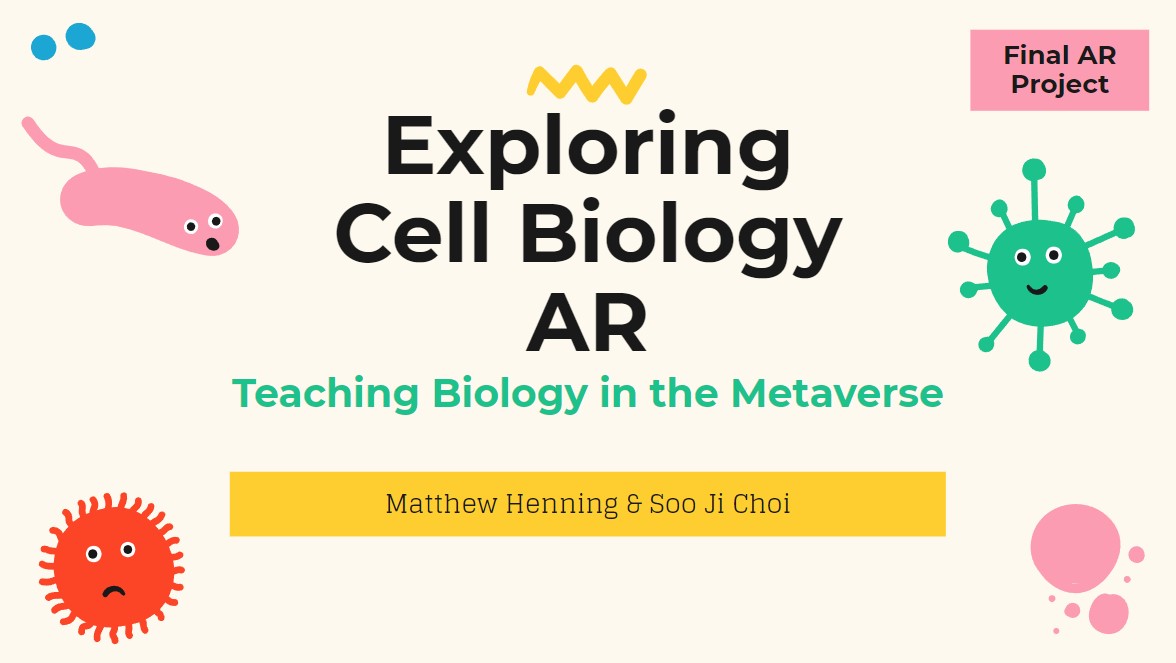 Final AR
Project
Exploring
Cell Biology
AR
Teaching Biology in the Metaverse
Matthew Henning & Soo Ji Choi